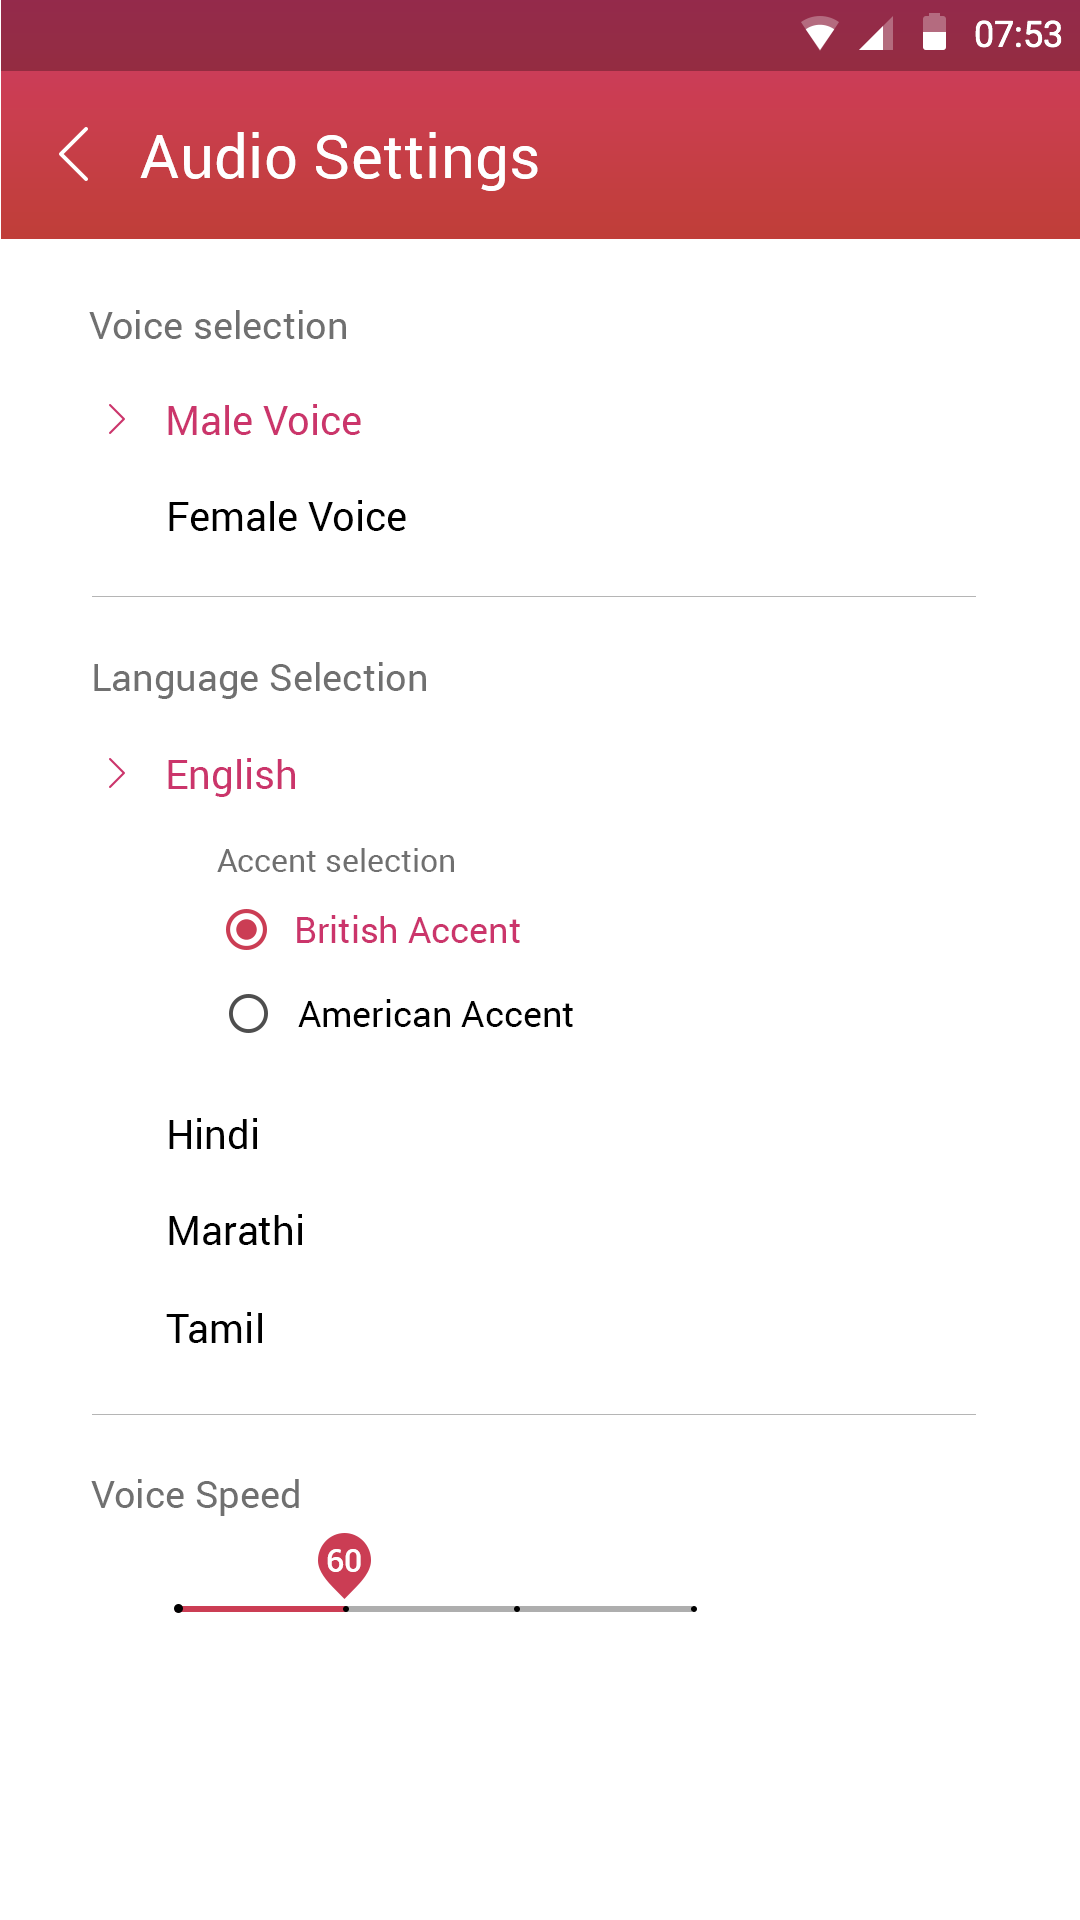 07:53
Audio Settings
Voice selection
Male Voice
Female Voice
Language Selection
English
Accent selection
British Accent
American Accent
Hindi
Marathi
Tamil
Voice Speed
60